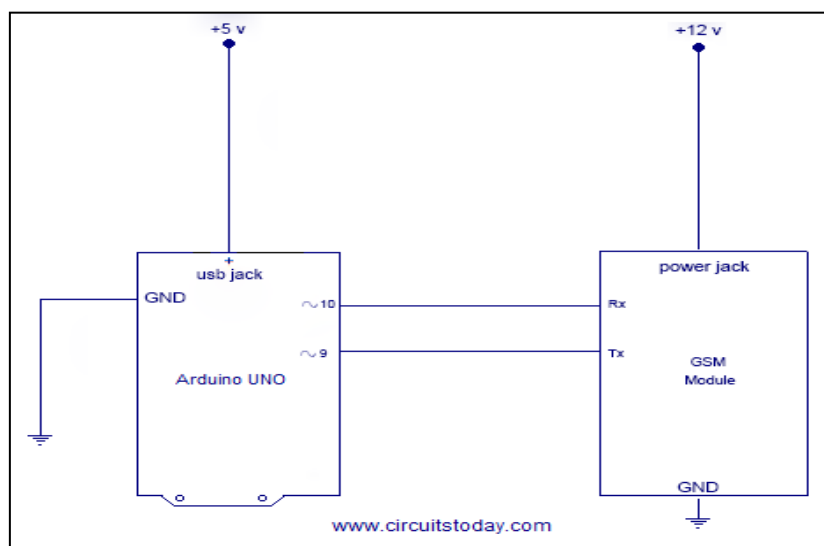 +5 v
+12 v
+
usb jack
power jack
GND
~10
Rx
~9
Tx
Arduino UNO
GSM
Module
GND
www.circuitstoday.com